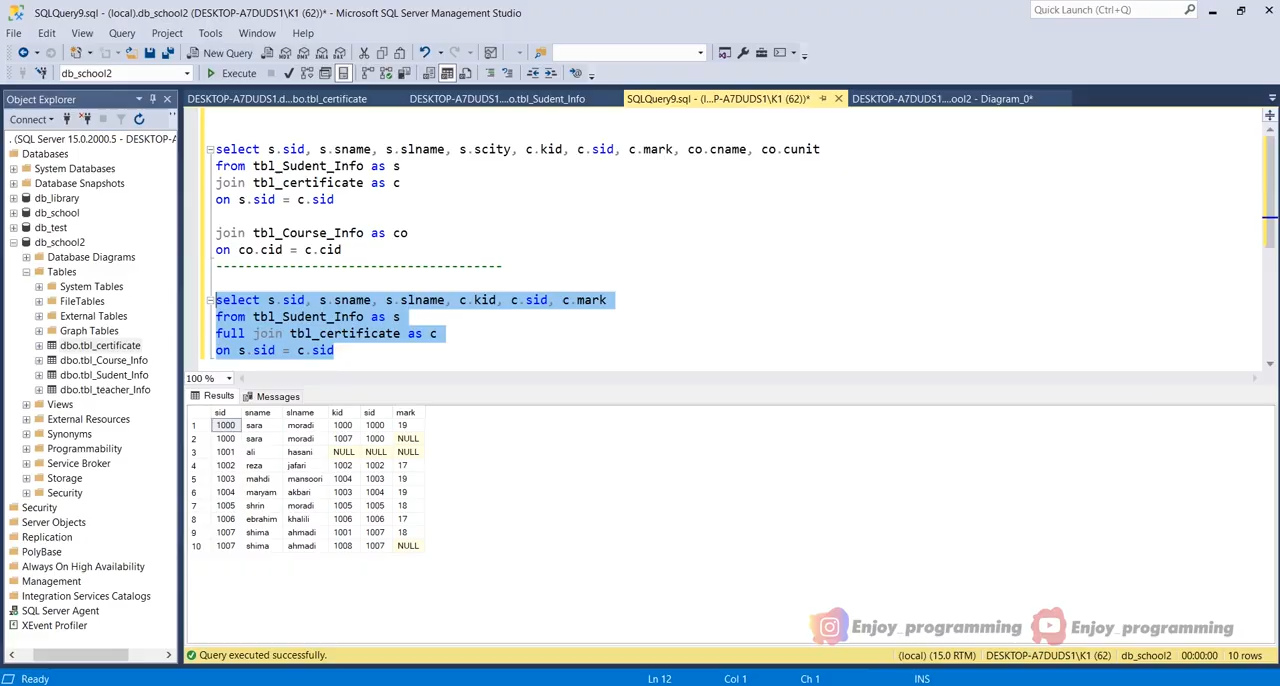 SQLQuery9.sql - (local).db_school2 (DESKTOP-A7DUDS1\K1 (62))* - Microsoft SQL Server Management Studio
Quick Launch (Ctrl+Q)
File Edit View Query Project Tools Window Help
New Query
db_school2 Execute
Object Explorer
DESKTOP-A7DUDS1.d...bo.tbl_certificate
DESKTOP-A7DUDS1....o.tbl_Sudent_Info
SQLQuery9.sql - (l...P-A7DUDS1\K1 (62))*
DESKTOP-A7DUDS1....ool2 - Diagram_0*
Connect
. (SQL Server 15.0.2000.5 - DESKTOP-A
Databases
System Databases
Database Snapshots
db_library
db_school
db_test
db_school2
Database Diagrams
Tables
System Tables
FileTables
External Tables
Graph Tables
dbo.tbl_certificate
dbo.tbl_Course_Info
dbo.tbl_Sudent_Info
dbo.tbl_teacher_Info
Views
External Resources
Synonyms
Programmability
Service Broker
Storage
Security
Security
Server Objects
Replication
PolyBase
Always On High Availability
Management
Integration Services Catalogs
SQL Server Agent
XEvent Profiler
select s.sid, s.sname, s.slname, s.scity, c.kid, c.sid, c.mark, co.cname, co.cunit
from tbl_Sudent_Info as s
join tbl_certificate as c
on s.sid = c.sid
join tbl_Course_Info as co
on co.cid = c.cid
---------------------------------------
select s.sid, s.sname, s.slname, c.kid, c.sid, c.mark
from tbl_Sudent_Info as s
full join tbl_certificate as c
on s.sid = c.sid
100 %
Results Messages
sid sname slname kid sid mark
1 1000 sara moradi 1000 1000 19
2 1000 sara moradi 1007 1000 NULL
3 1001 ali hasani NULL NULL NULL
4 1002 reza jafari 1002 1002 17
5 1003 mahdi mansoori 1004 1003 19
6 1004 maryam akbari 1003 1004 19
7 1005 shrin moradi 1005 1005 18
8 1006 ebrahim khalili 1006 1006 17
9 1007 shima ahmadi 1001 1007 18
10 1007 shima ahmadi 1008 1007 NULL
Enjoy_programming Enjoy_programming
Query executed successfully.
(local) (15.0 RTM) DESKTOP-A7DUDS1\K1 (62) db_school2 00:00:00 10 rows
Ready Ln 12 Col 1 Ch 1 INS